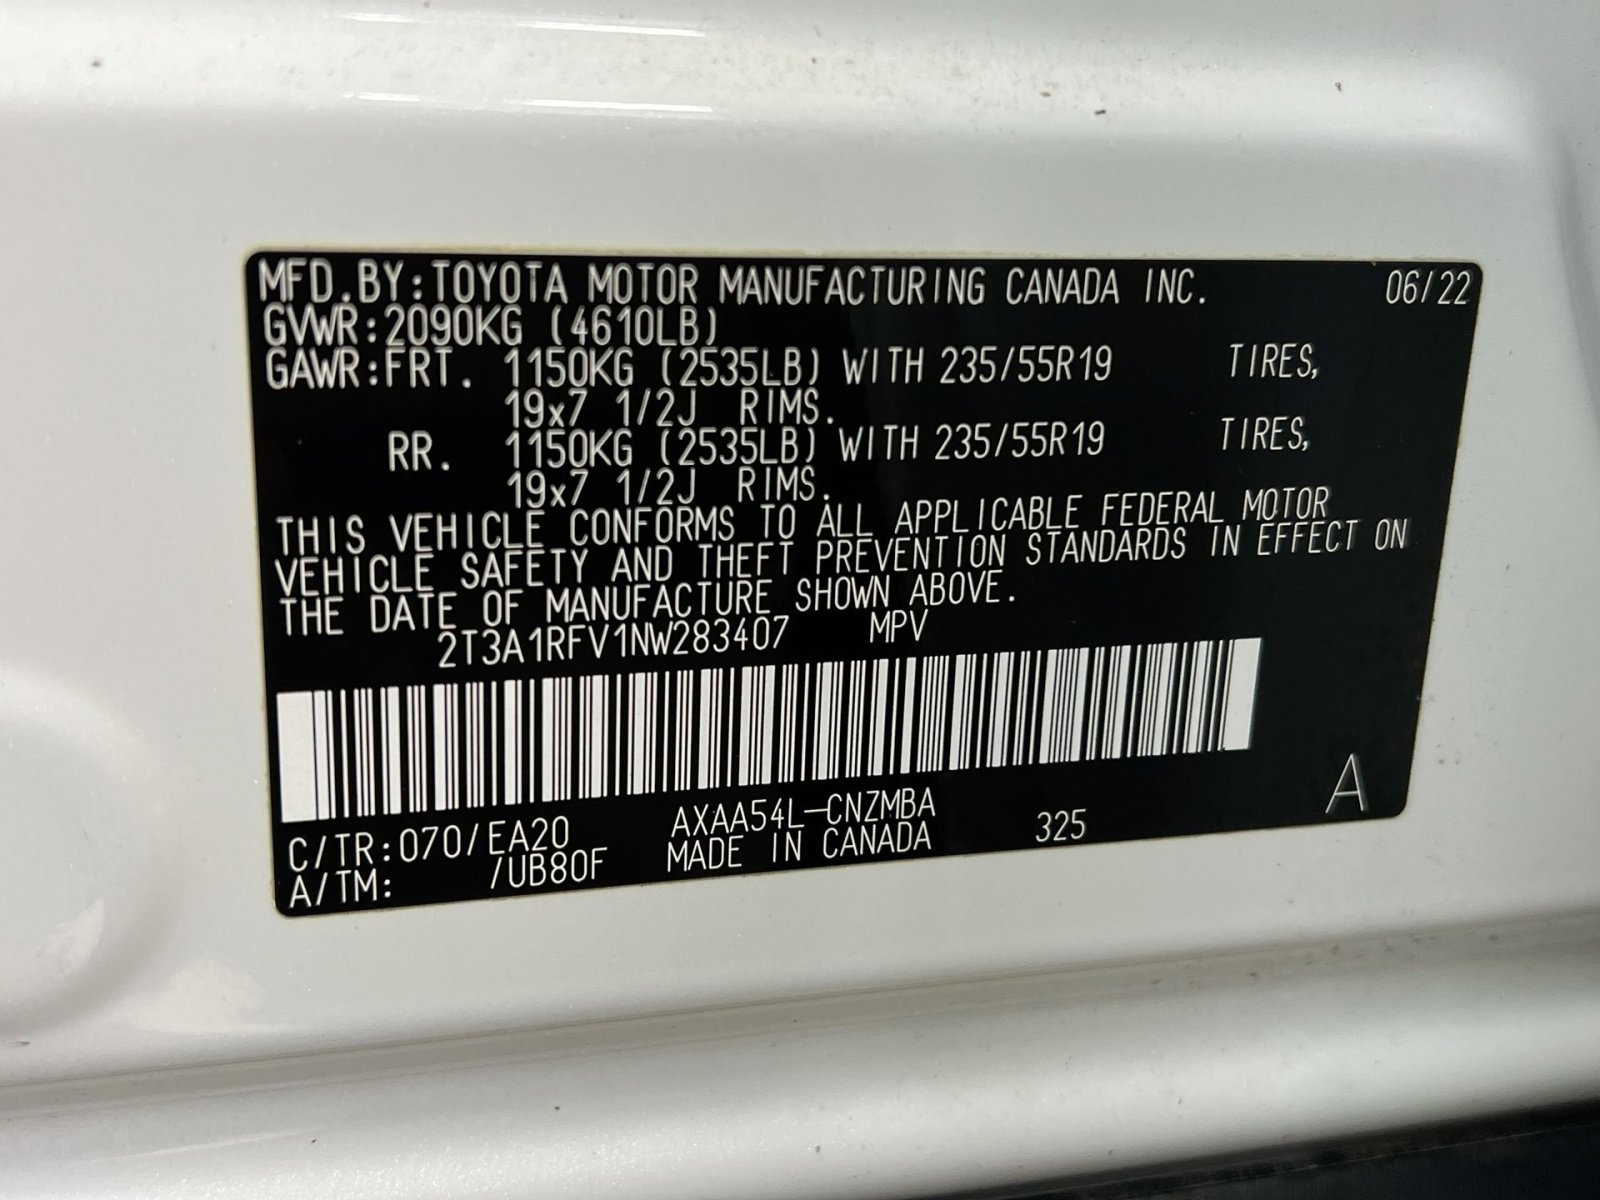 MFD.BY:TOYOTA MOTOR MANUFACTURING CANADA INC. 06/22
GVWR:2090KG (4610LB)
GAWR:FRT. 1150KG (2535LB) WITH 235/55R19 TIRES,
19x7 1/2J RIMS.
RR. 1150KG (2535LB) WITH 235/55R19 TIRES,
19x7 1/2J RIMS.
THIS VEHICLE CONFORMS TO ALL APPLICABLE FEDERAL MOTOR
VEHICLE SAFETY AND THEFT PREVENTION STANDARDS IN EFFECT ON
THE DATE OF MANUFACTURE SHOWN ABOVE.
2T3A1RFV1NW283407 MPV
A
C/TR:070/EA20 AXAA54L-CNZMBA
A/TM: /UB80F MADE IN CANADA 325